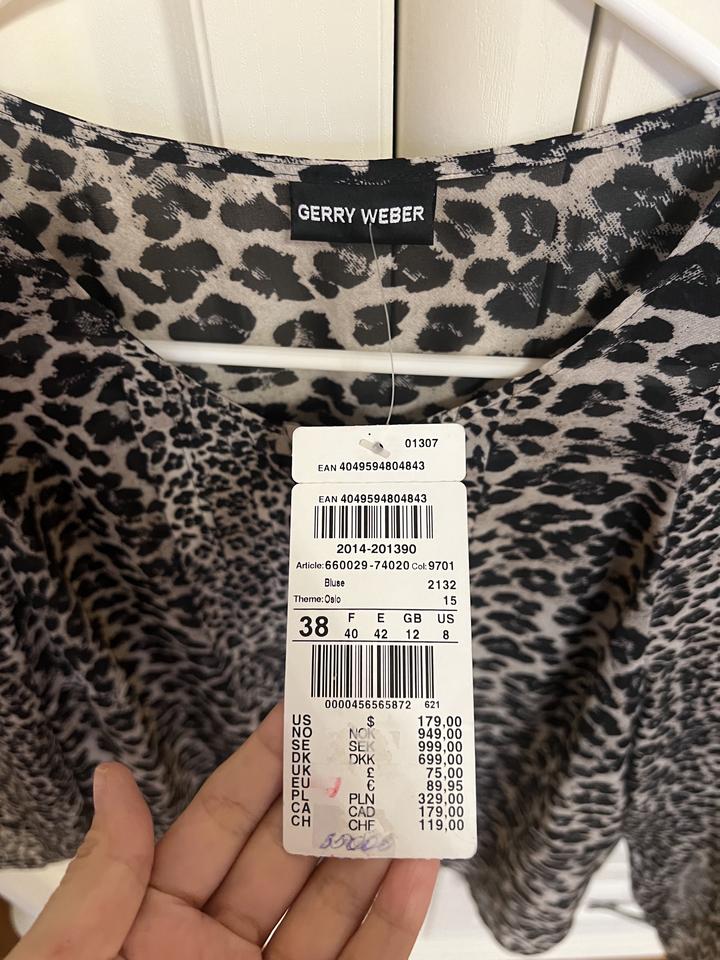 GERRY WEBER
01307
EAN 4049594804843
EAN 4049594804843
2014-201390
Article: 660029-74020 Col: 9701
Bluse 2132
Theme: Oslo 15
38 F E GB US
40 42 12 8
0000456565872 621
US $ 179,00
NO NOK 949,00
SE SEK 999,00
DK DKK 699,00
UK £ 75,00
EU € 89,95
PL PLN 329,00
CA CAD 179,00
CH CHF 119,00